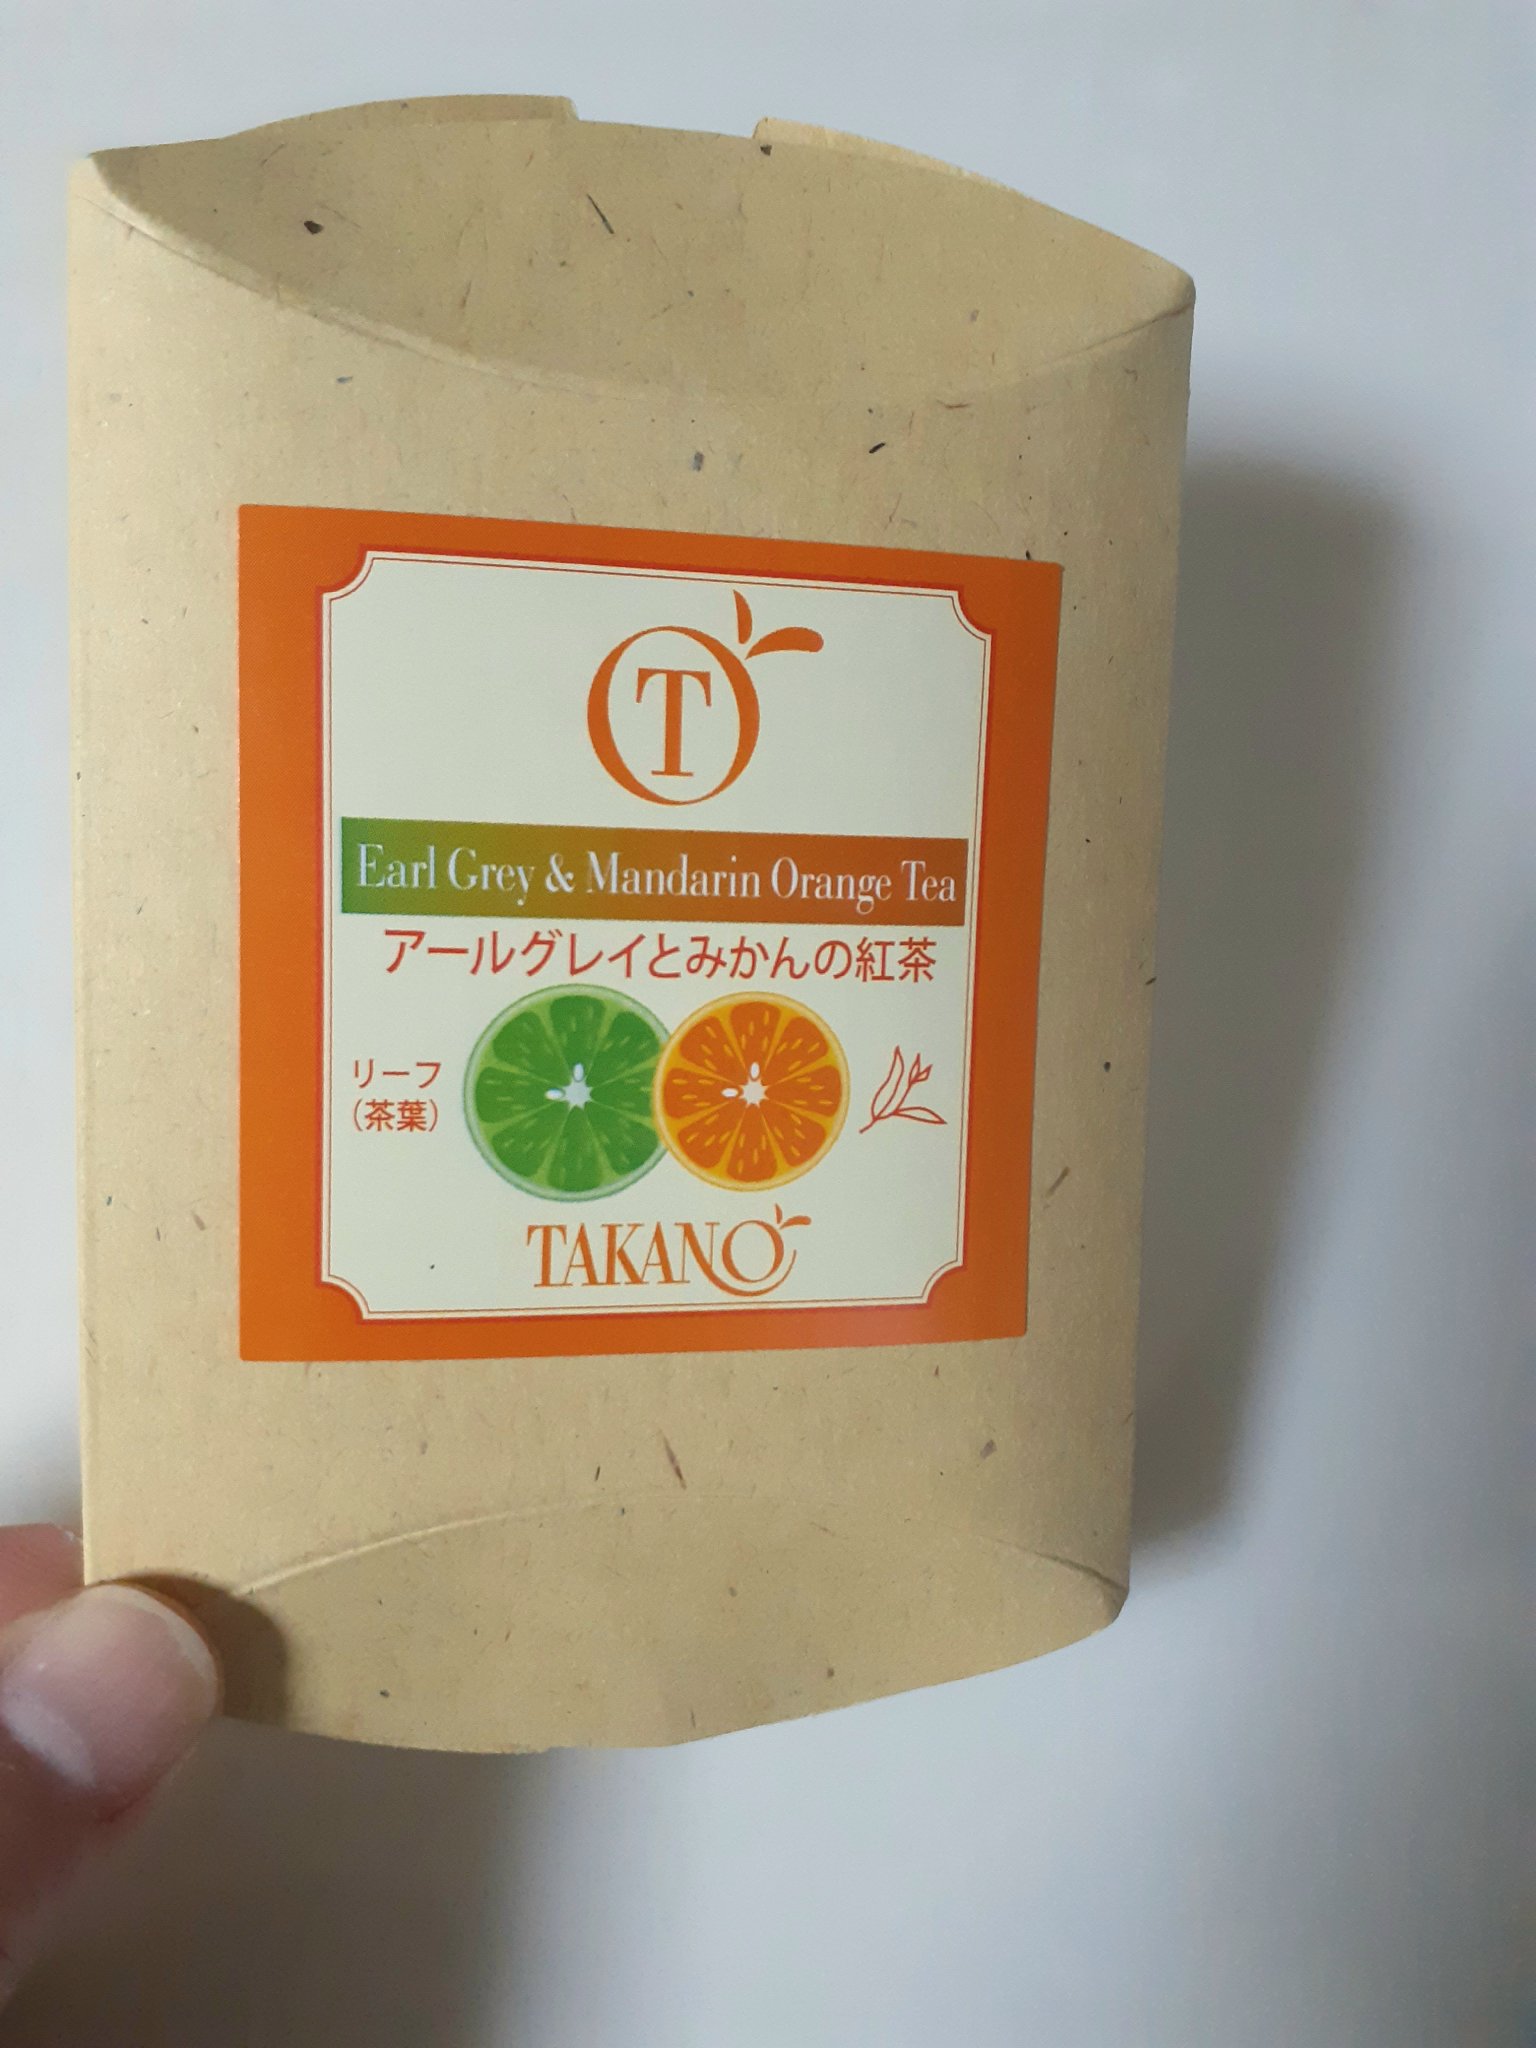 T
Earl Grey & Mandarin Orange Tea
アールグレイとみかんの紅茶
リーフ
(茶葉)
TAKANO